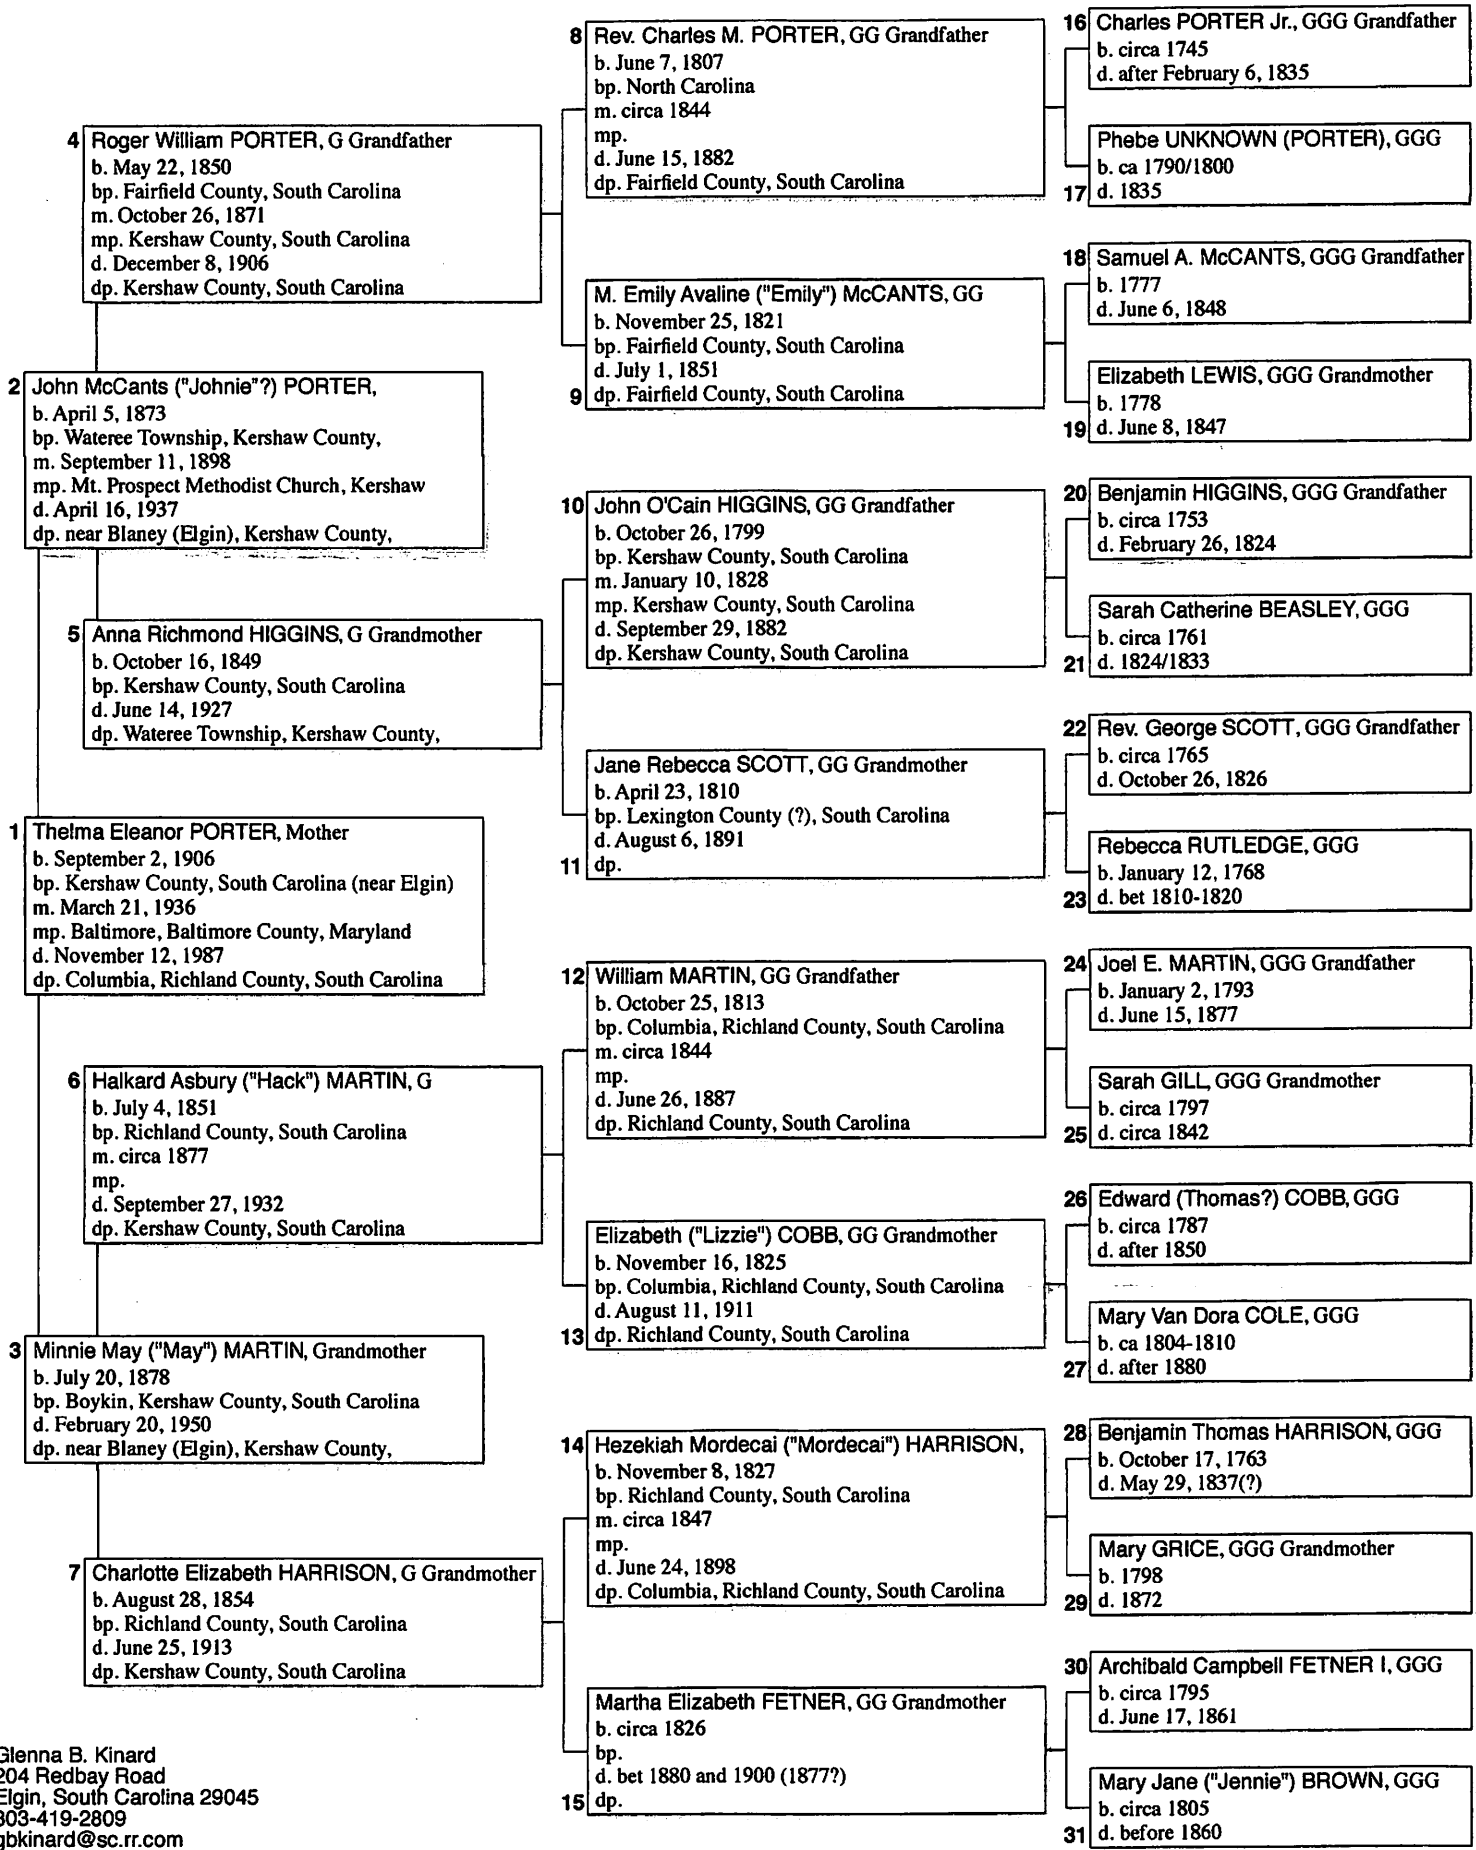 8 Rev. Charles M. PORTER, GG Grandfather
b. June 7, 1807
bp. North Carolina
m. circa 1844
mp.
d. June 15, 1882
dp. Fairfield County, South Carolina
16 Charles PORTER Jr., GGG Grandfather
b. circa 1745
d. after February 6, 1835
Phebe UNKNOWN (PORTER), GGG
b. ca 1790/1800
17 d. 1835
4 Roger William PORTER, G Grandfather
b. May 22, 1850
bp. Fairfield County, South Carolina
m. October 26, 1871
mp. Kershaw County, South Carolina
d. December 8, 1906
dp. Kershaw County, South Carolina
M. Emily Avaline ("Emily") McCANTS, GG
b. November 25, 1821
bp. Fairfield County, South Carolina
d. July 1, 1851
9 dp. Fairfield County, South Carolina
18 Samuel A. McCANTS, GGG Grandfather
b. 1777
d. June 6, 1848
Elizabeth LEWIS, GGG Grandmother
b. 1778
19 d. June 8, 1847
2 John McCants ("Johnie"?) PORTER,
b. April 5, 1873
bp. Wateree Township, Kershaw County,
m. September 11, 1898
mp. Mt. Prospect Methodist Church, Kershaw
d. April 16, 1937
dp. near Blaney (Elgin), Kershaw County,
10 John O'Cain HIGGINS, GG Grandfather
b. October 26, 1799
bp. Kershaw County, South Carolina
m. January 10, 1828
mp. Kershaw County, South Carolina
d. September 29, 1882
dp. Kershaw County, South Carolina
20 Benjamin HIGGINS, GGG Grandfather
b. circa 1753
d. February 26, 1824
Sarah Catherine BEASLEY, GGG
b. circa 1761
21 d. 1824/1833
5 Anna Richmond HIGGINS, G Grandmother
b. October 16, 1849
bp. Kershaw County, South Carolina
d. June 14, 1927
dp. Wateree Township, Kershaw County,
Jane Rebecca SCOTT, GG Grandmother
b. April 23, 1810
bp. Lexington County (?), South Carolina
d. August 6, 1891
11 dp.
22 Rev. George SCOTT, GGG Grandfather
b. circa 1765
d. October 26, 1826
Rebecca RUTLEDGE, GGG
b. January 12, 1768
23 d. bet 1810-1820
1 Thelma Eleanor PORTER, Mother
b. September 2, 1906
bp. Kershaw County, South Carolina (near Elgin)
m. March 21, 1936
mp. Baltimore, Baltimore County, Maryland
d. November 12, 1987
dp. Columbia, Richland County, South Carolina
12 William MARTIN, GG Grandfather
b. October 25, 1813
bp. Columbia, Richland County, South Carolina
m. circa 1844
mp.
d. June 26, 1887
dp. Richland County, South Carolina
24 Joel E. MARTIN, GGG Grandfather
b. January 2, 1793
d. June 15, 1877
Sarah GILL, GGG Grandmother
b. circa 1797
25 d. circa 1842
6 Halkard Asbury ("Hack") MARTIN, G
b. July 4, 1851
bp. Richland County, South Carolina
m. circa 1877
mp.
d. September 27, 1932
dp. Kershaw County, South Carolina
Elizabeth ("Lizzie") COBB, GG Grandmother
b. November 16, 1825
bp. Columbia, Richland County, South Carolina
d. August 11, 1911
13 dp. Richland County, South Carolina
26 Edward (Thomas?) COBB, GGG
b. circa 1787
d. after 1850
Mary Van Dora COLE, GGG
b. ca 1804-1810
27 d. after 1880
3 Minnie May ("May") MARTIN, Grandmother
b. July 20, 1878
bp. Boykin, Kershaw County, South Carolina
d. February 20, 1950
dp. near Blaney (Elgin), Kershaw County,
14 Hezekiah Mordecai ("Mordecai") HARRISON,
b. November 8, 1827
bp. Richland County, South Carolina
m. circa 1847
mp.
d. June 24, 1898
dp. Columbia, Richland County, South Carolina
28 Benjamin Thomas HARRISON, GGG
b. October 17, 1763
d. May 29, 1837(?)
Mary GRICE, GGG Grandmother
b. 1798
29 d. 1872
7 Charlotte Elizabeth HARRISON, G Grandmother
b. August 28, 1854
bp. Richland County, South Carolina
d. June 25, 1913
dp. Kershaw County, South Carolina
Martha Elizabeth FETNER, GG Grandmother
b. circa 1826
bp.
d. bet 1880 and 1900 (1877?)
15 dp.
30 Archibald Campbell FETNER I, GGG
b. circa 1795
d. June 17, 1861
Mary Jane ("Jennie") BROWN, GGG
b. circa 1805
31 d. before 1860
Glenna B. Kinard
204 Redbay Road
Elgin, South Carolina 29045
803-419-2809
gbkinard@sc.rr.com